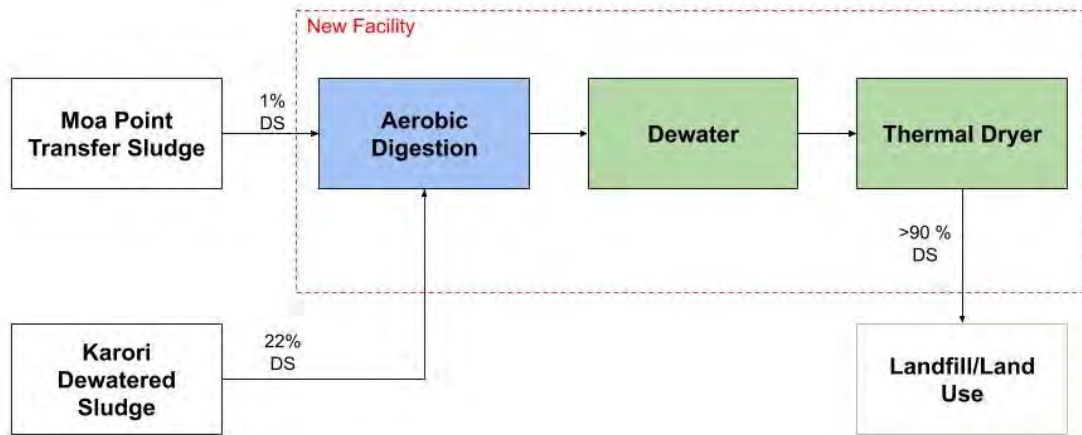 New Facility
Moa Point
Transfer Sludge
1%
DS
Aerobic
Digestion
Dewater
Thermal Dryer
>90 %
DS
Karori
Dewatered
Sludge
22%
DS
Landfill/Land
Use